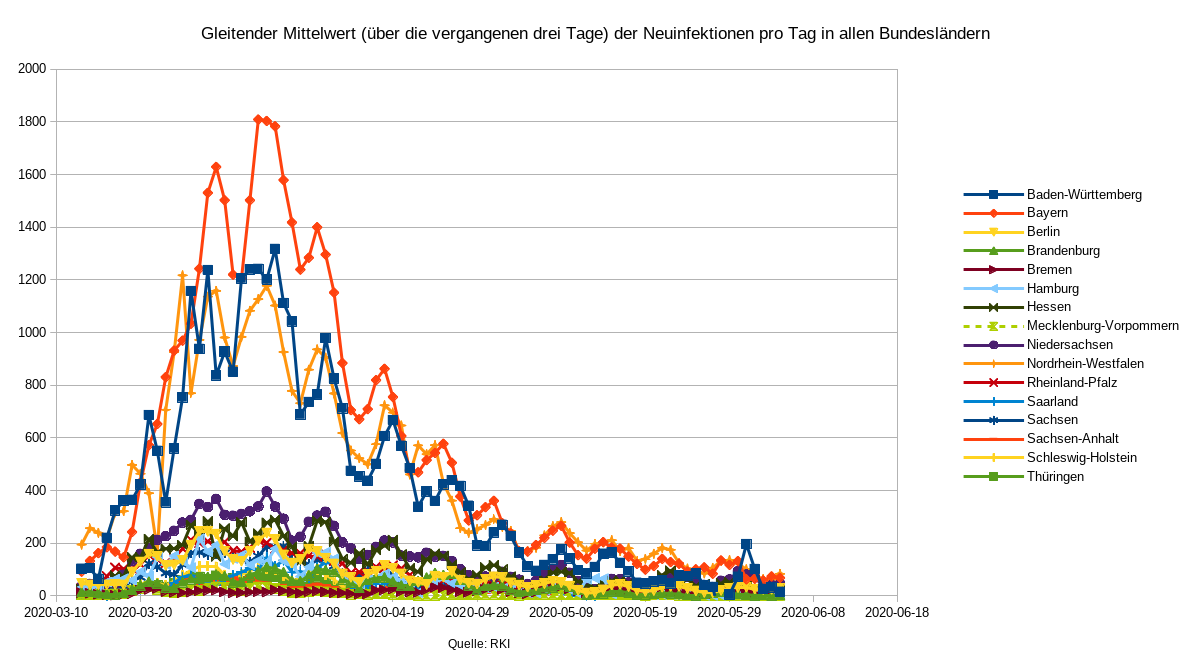 Gleitender Mittelwert (über die vergangenen drei Tage) der Neuinfektionen pro Tag in allen Bundesländern
2000
1800
1600
1400
1200
1000
800
600
400
200
0
2020-03-10 2020-03-20 2020-03-30 2020-04-09 2020-04-19 2020-04-29 2020-05-09 2020-05-19 2020-05-29 2020-06-08 2020-06-18
Quelle: RKI
Baden-Württemberg
Bayern
Berlin
Brandenburg
Bremen
Hamburg
Hessen
Mecklenburg-Vorpommern
Niedersachsen
Nordrhein-Westfalen
Rheinland-Pfalz
Saarland
Sachsen
Sachsen-Anhalt
Schleswig-Holstein
Thüringen